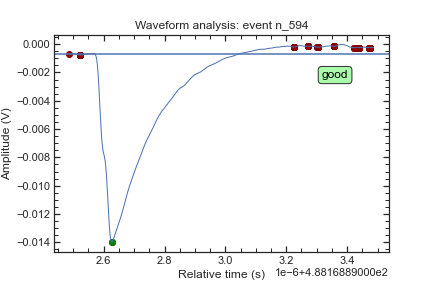 Waveform analysis: event n_594
Amplitude (V)
0.000
−0.002
−0.004
−0.006
−0.008
−0.010
−0.012
−0.014
good
2.6
2.8
3.0
3.2
3.4
Relative time (s)
1e-6+4.8816889000e2